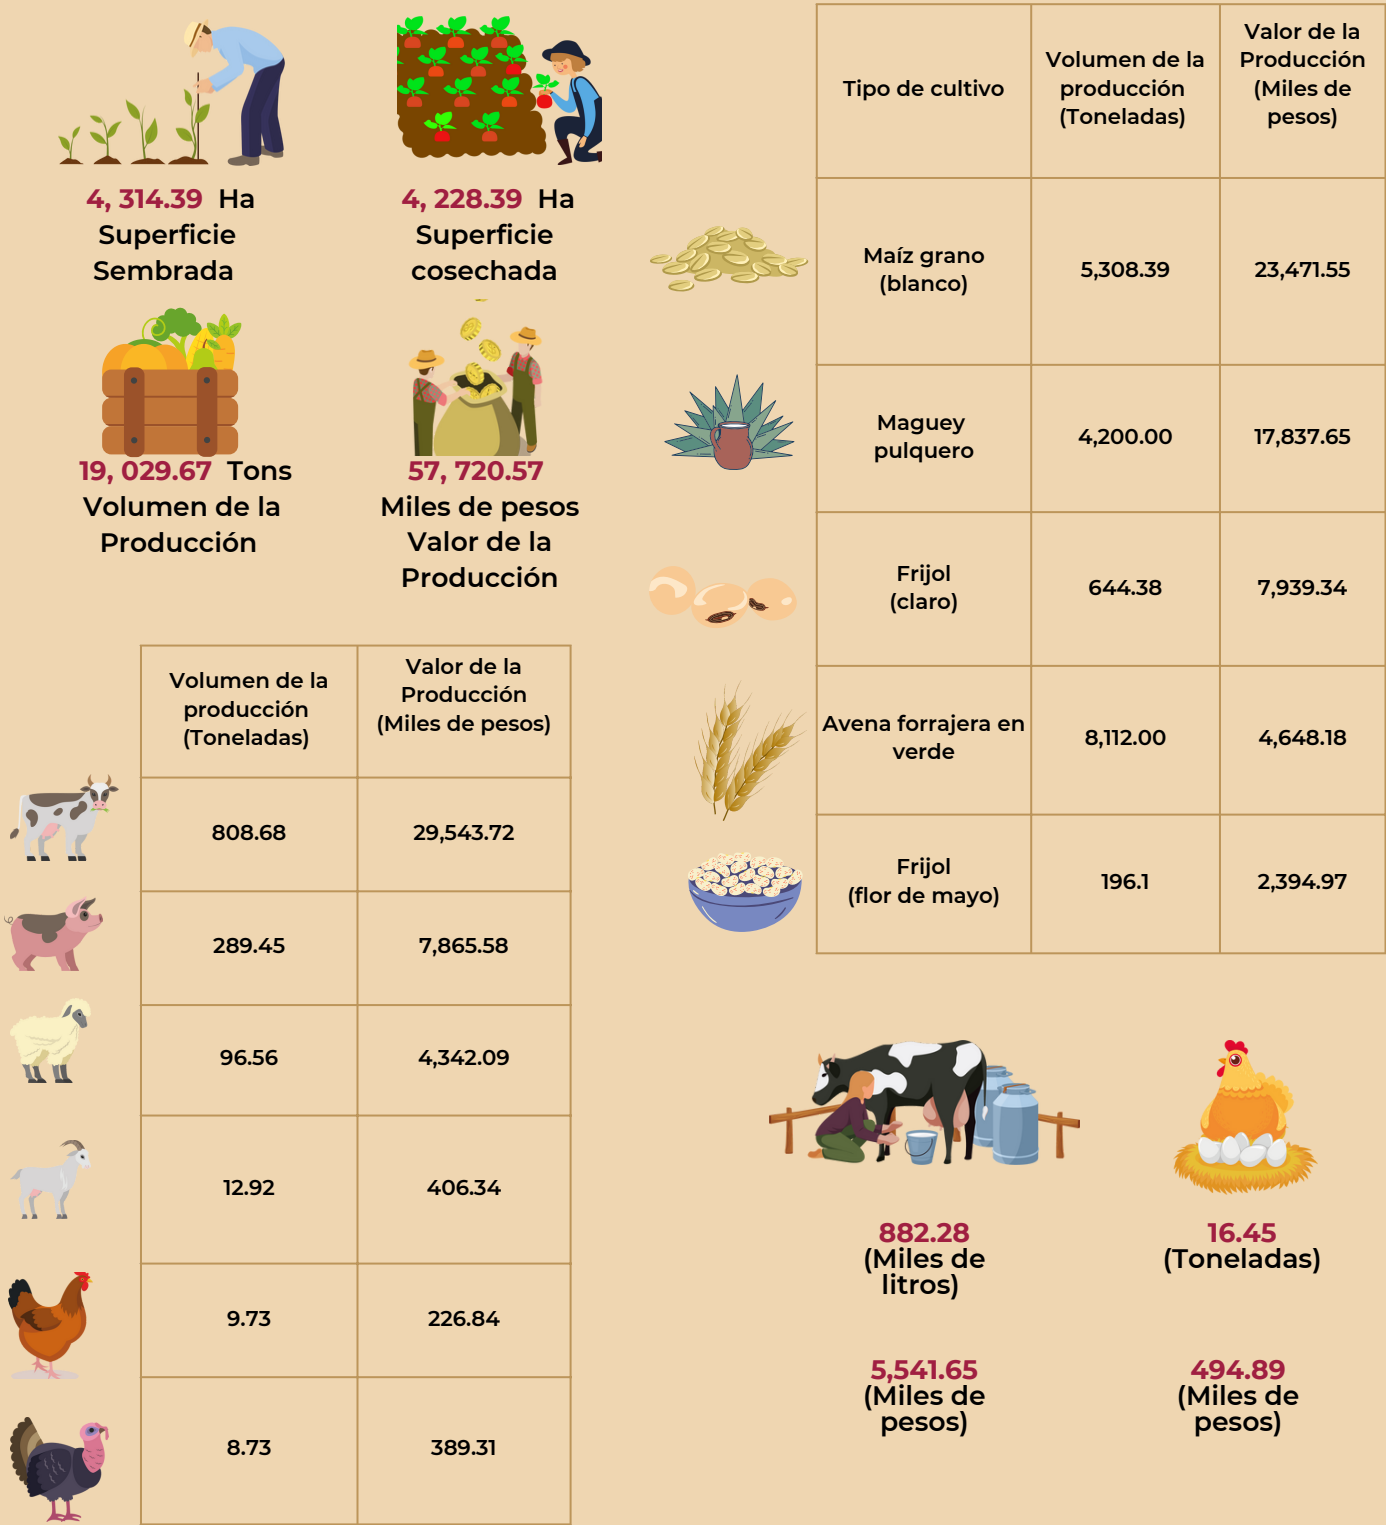 4, 314.39 Ha
Superficie
Sembrada
4, 228.39 Ha
Superficie
cosechada
19, 029.67 Tons
Volumen de la
Producción
57, 720.57
Miles de pesos
Valor de la
Producción
Tipo de cultivo
Volumen de la
producción
(Toneladas)
Valor de la
Producción
(Miles de
pesos)
Maíz grano
(blanco)
5,308.39
23,471.55
Maguey
pulquero
4,200.00
17,837.65
Frijol
(claro)
644.38
7,939.34
Avena forrajera en
verde
8,112.00
4,648.18
Frijol
(flor de mayo)
196.1
2,394.97
Volumen de la
producción
(Toneladas)
Valor de la
Producción
(Miles de pesos)
808.68
29,543.72
289.45
7,865.58
96.56
4,342.09
12.92
406.34
9.73
226.84
8.73
389.31
882.28
(Miles de
litros)
5,541.65
(Miles de
pesos)
16.45
(Toneladas)
494.89
(Miles de
pesos)